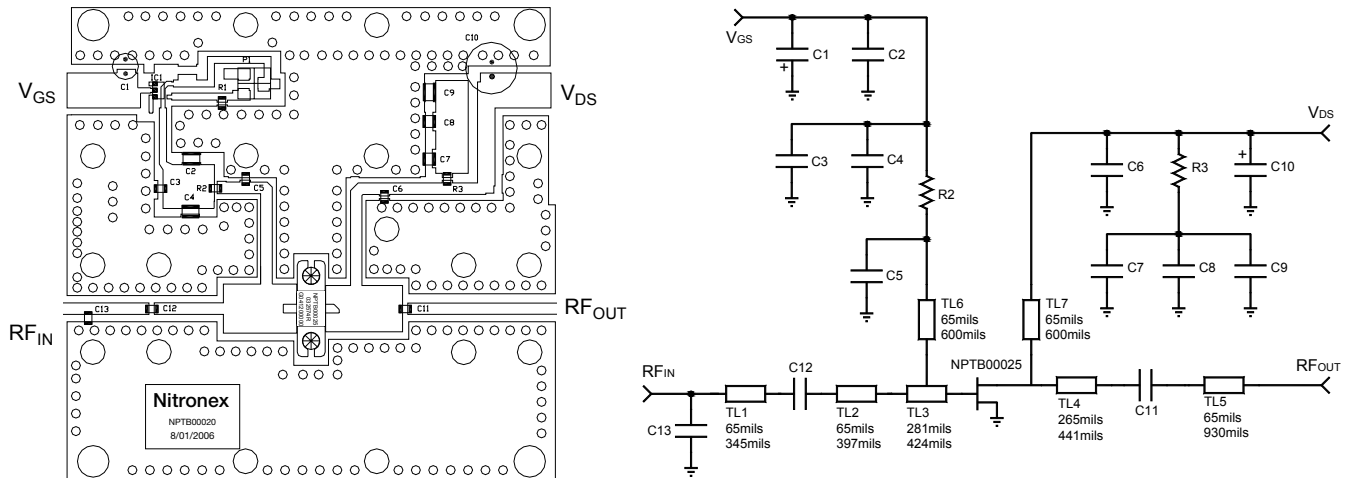 VGS
VDS
RFIN
RFOUT
C10
P1
C1
IC1
R1
C9
C8
C7
C2
C3
R2
C5
C4
C6
R3
C13
C12
C11
Nitronex
NPTB00020
8/01/2006
VGS
C1
+
C2
C3
C4
R2
C5
TL6
65mils
600mils
VDS
C6
R3
+
C10
C7
C8
C9
TL7
65mils
600mils
RFIN
C13
TL1
65mils
345mils
C12
TL2
65mils
397mils
TL3
281mils
424mils
NPTB00025
TL4
265mils
441mils
C11
TL5
65mils
930mils
RFOUT